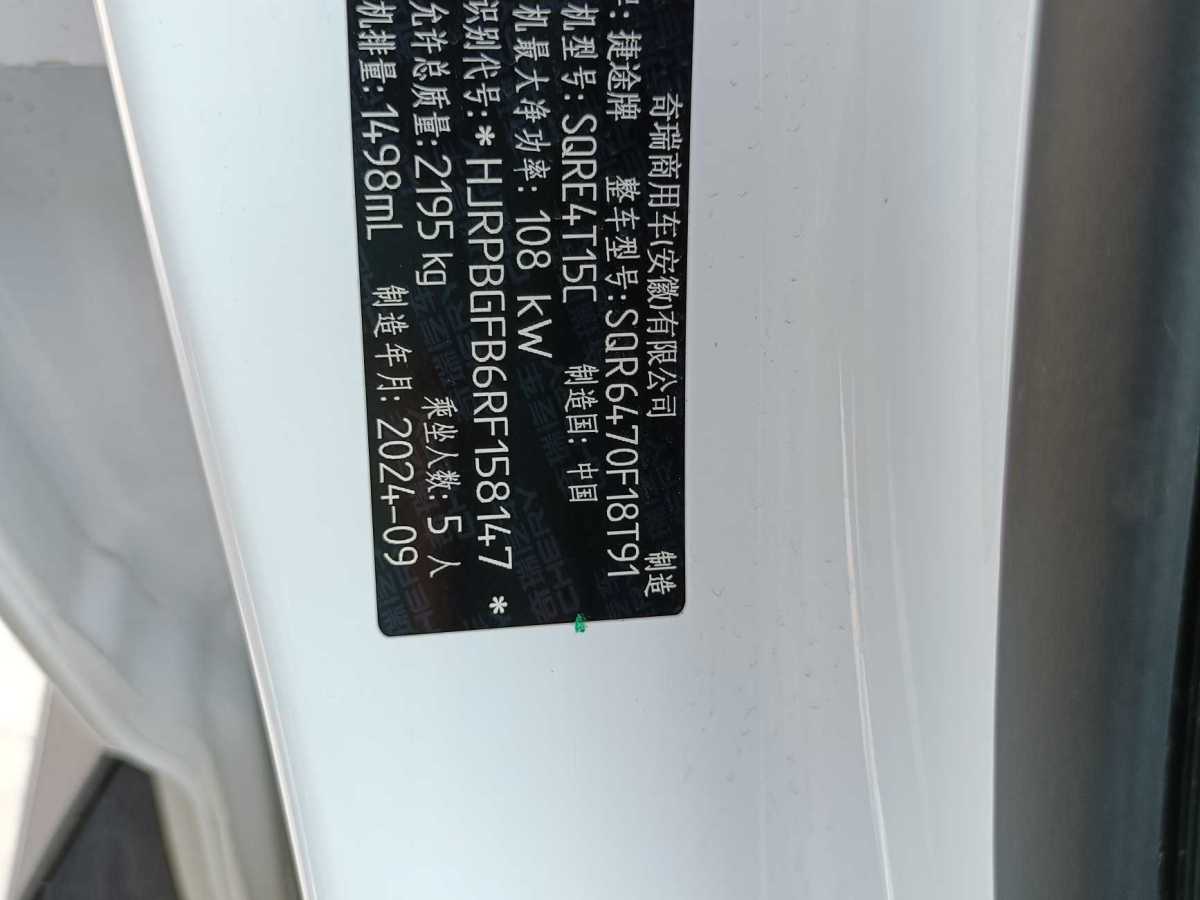 奇瑞商用车(安徽)有限公司 制造
:捷途牌 整车型号:SQR6470F18T91
机型号:SQRE4T15C 制造国:中国
机最大净功率:108 kW
识别代号:*HJRPBGFB6RF158147*
允许总质量:2195 kg 乘坐人数:5人
机排量:1498mL 制造年月:2024-09